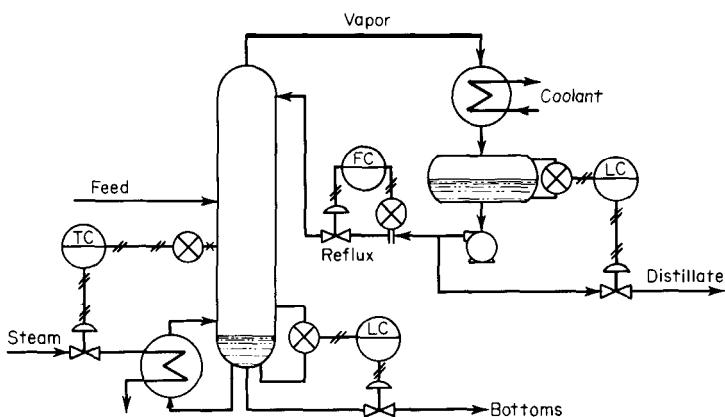 Vapor
Coolant
FC
LC
Feed
TC
Reflux
Distillate
Steam
LC
Bottoms